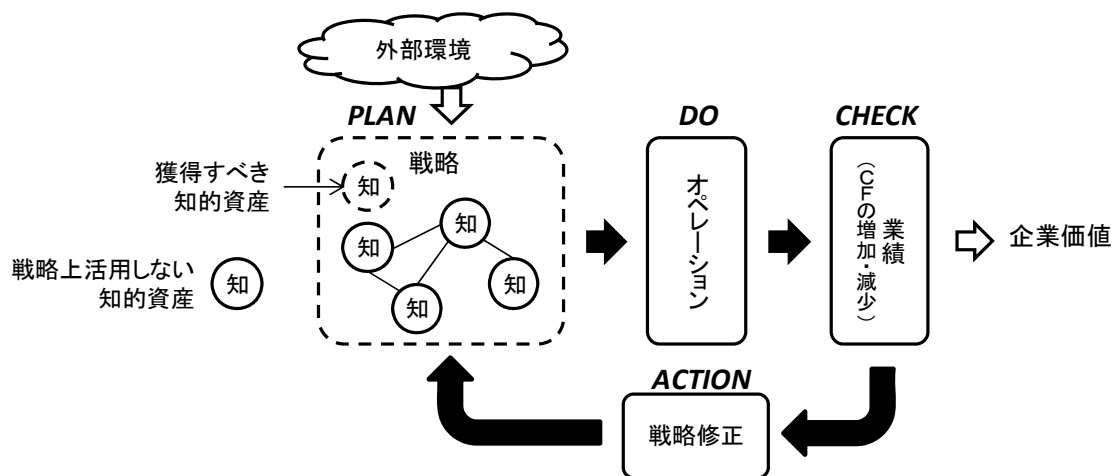 外部環境
PLAN
DO
CHECK
戦略
獲得すべき
知的資産
知
知
知
知
知
戦略上活用しない
知的資産
知
オペレーション
業績
（ＣＦの増加・減少）
企業価値
ACTION
戦略修正